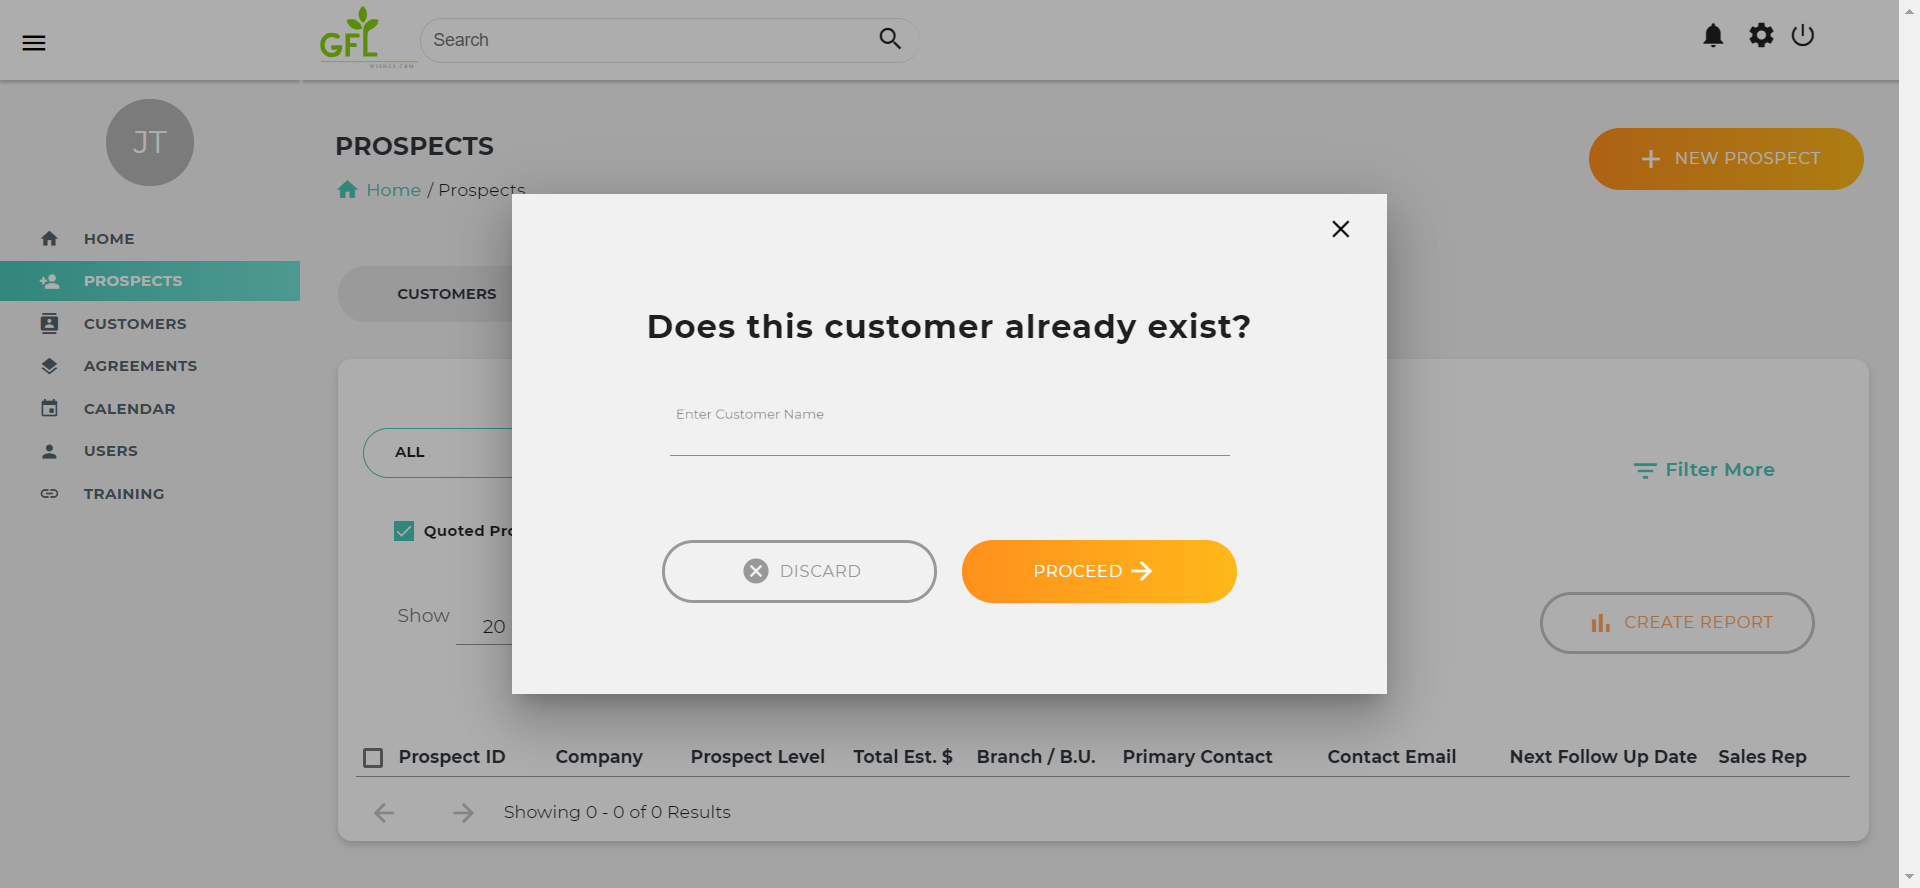 GFL
WISHES CRM
Search
JT
HOME
PROSPECTS
CUSTOMERS
AGREEMENTS
CALENDAR
USERS
TRAINING
PROSPECTS
Home / Prospects
NEW PROSPECT
CUSTOMERS
Does this customer already exist?
Enter Customer Name
DISCARD
PROCEED
ALL
Filter More
Quoted Pro
Show 20
CREATE REPORT
Prospect ID Company Prospect Level Total Est. $ Branch / B.U. Primary Contact Contact Email Next Follow Up Date Sales Rep
Showing 0 - 0 of 0 Results